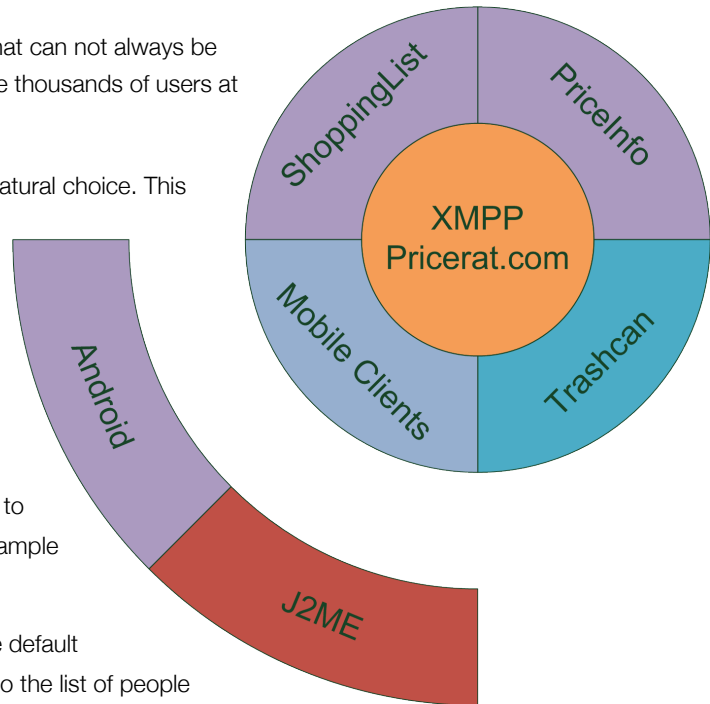 hat can not always be
e thousands of users at
atural choice. This
to
ample
e default
o the list of people
ShoppingList
PriceInfo
XMPP
Pricerat.com
Mobile Clients
Trashcan
Android
J2ME